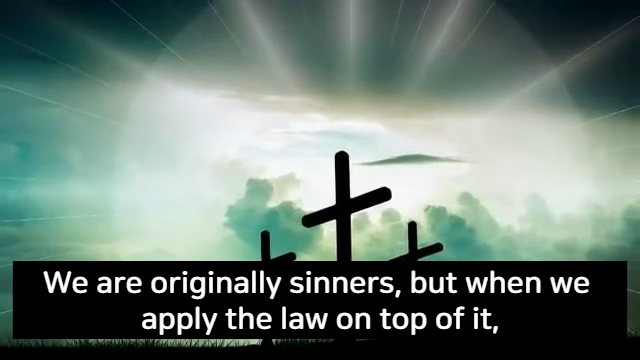 We are originally sinners, but when we
apply the law on top of it,